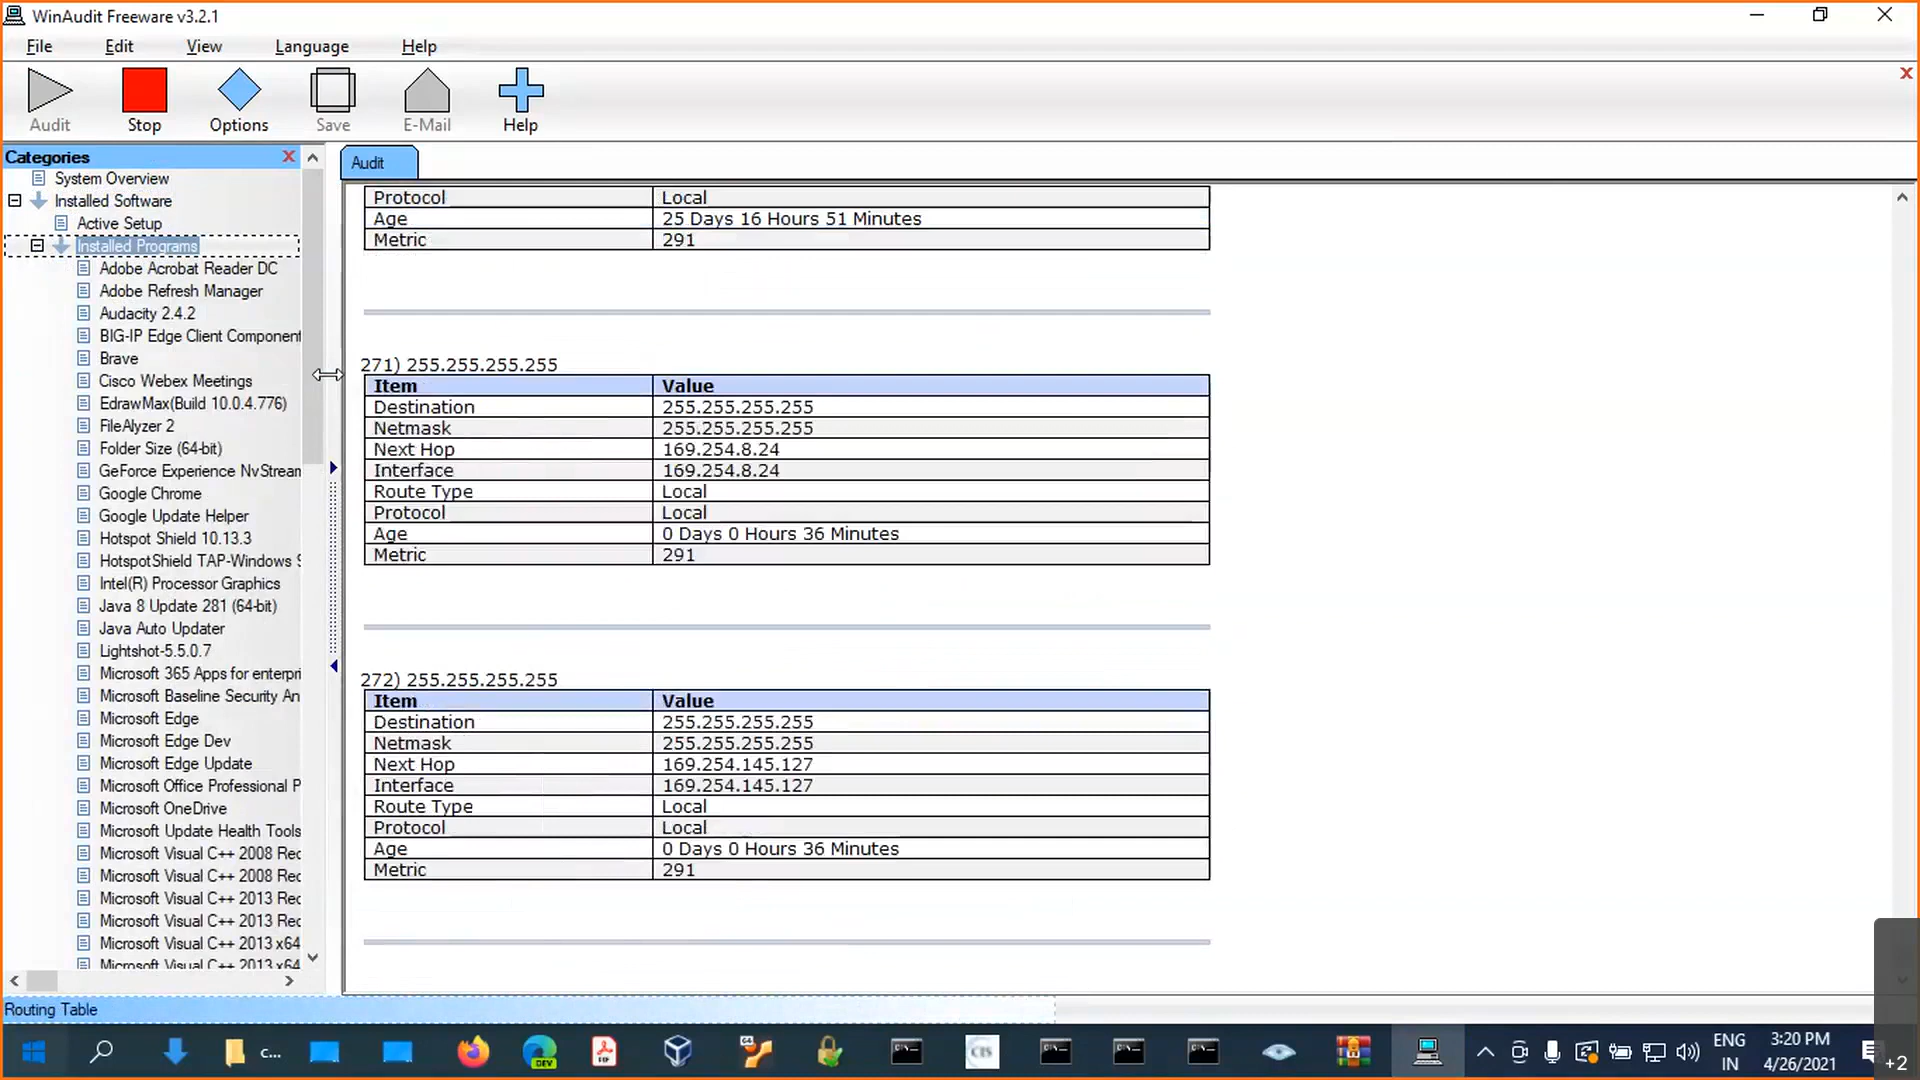 WinAudit Freeware v3.2.1
File Edit View Language Help
Audit Stop Options Save E-Mail Help
Categories
System Overview
Installed Software
Active Setup
Installed Programs
Adobe Acrobat Reader DC
Adobe Refresh Manager
Audacity 2.4.2
BIG-IP Edge Client Component
Brave
Cisco Webex Meetings
EdrawMax(Build 10.0.4.776)
FileAlyzer 2
Folder Size (64-bit)
GeForce Experience NvStream
Google Chrome
Google Update Helper
Hotspot Shield 10.13.3
HotspotShield TAP-Windows S
Intel(R) Processor Graphics
Java 8 Update 281 (64-bit)
Java Auto Updater
Lightshot-5.5.0.7
Microsoft 365 Apps for enterpri
Microsoft Baseline Security An
Microsoft Edge
Microsoft Edge Dev
Microsoft Edge Update
Microsoft Office Professional P
Microsoft OneDrive
Microsoft Update Health Tools
Microsoft Visual C++ 2008 Rec
Microsoft Visual C++ 2008 Rec
Microsoft Visual C++ 2013 Rec
Microsoft Visual C++ 2013 Rec
Microsoft Visual C++ 2013 x64
Microsoft Visual C++ 2013 x64
Audit
Protocol Local
Age 25 Days 16 Hours 51 Minutes
Metric 291
271) 255.255.255.255
Item Value
Destination 255.255.255.255
Netmask 255.255.255.255
Next Hop 169.254.8.24
Interface 169.254.8.24
Route Type Local
Protocol Local
Age 0 Days 0 Hours 36 Minutes
Metric 291
272) 255.255.255.255
Item Value
Destination 255.255.255.255
Netmask 255.255.255.255
Next Hop 169.254.145.127
Interface 169.254.145.127
Route Type Local
Protocol Local
Age 0 Days 0 Hours 36 Minutes
Metric 291
Routing Table
c...
DEV
64
CIS
ENG
IN
3:20 PM
4/26/2021
+2